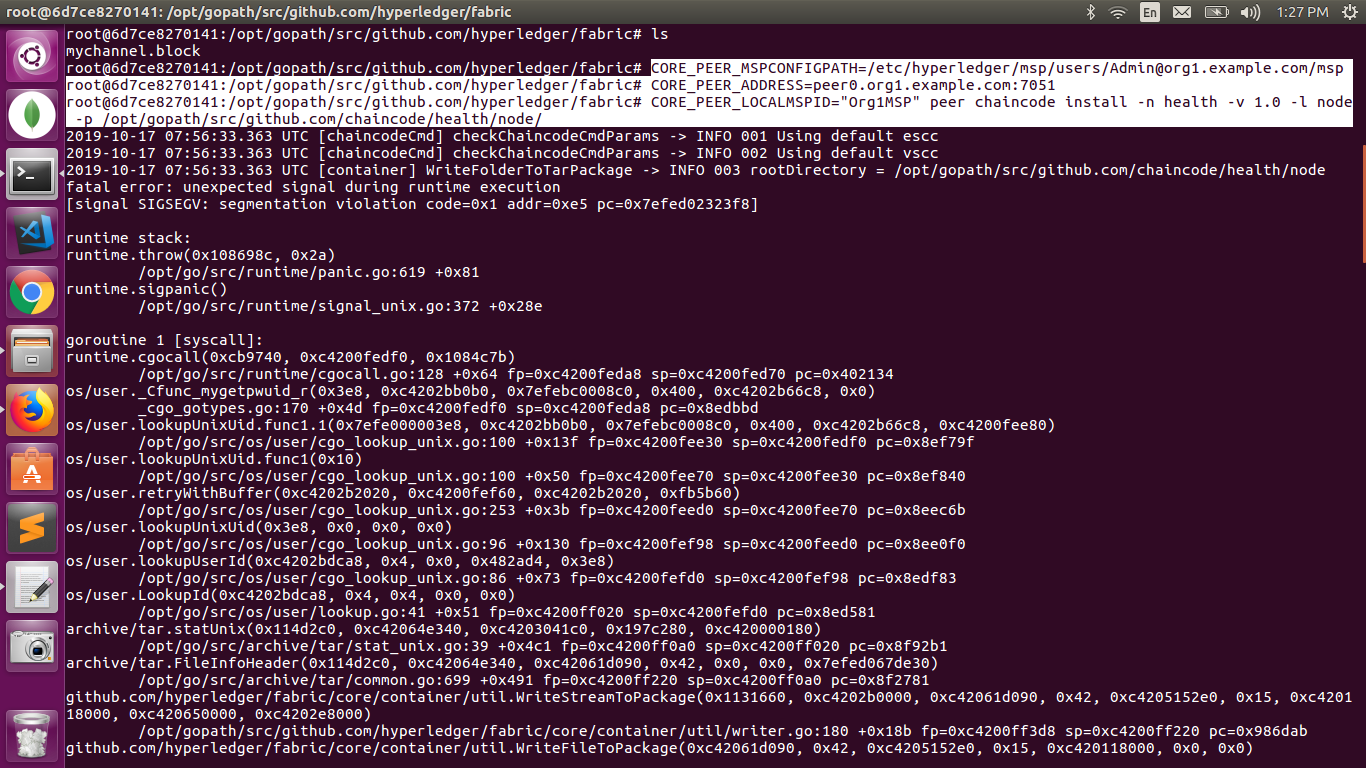 root@6d7ce8270141: /opt/gopath/src/github.com/hyperledger/fabric
En
1:27 PM
root@6d7ce8270141:/opt/gopath/src/github.com/hyperledger/fabric# ls
mychannel.block
root@6d7ce8270141:/opt/gopath/src/github.com/hyperledger/fabric# CORE_PEER_MSPCONFIGPATH=/etc/hyperledger/msp/users/Admin@org1.example.com/msp
root@6d7ce8270141:/opt/gopath/src/github.com/hyperledger/fabric# CORE_PEER_ADDRESS=peer0.org1.example.com:7051
root@6d7ce8270141:/opt/gopath/src/github.com/hyperledger/fabric# CORE_PEER_LOCALMSPID="Org1MSP" peer chaincode install -n health -v 1.0 -l node
-p /opt/gopath/src/github.com/chaincode/health/node/
2019-10-17 07:56:33.363 UTC [chaincodeCmd] checkChaincodeCmdParams -> INFO 001 Using default escc
2019-10-17 07:56:33.363 UTC [chaincodeCmd] checkChaincodeCmdParams -> INFO 002 Using default vscc
2019-10-17 07:56:33.363 UTC [container] WriteFolderToTarPackage -> INFO 003 rootDirectory = /opt/gopath/src/github.com/chaincode/health/node
fatal error: unexpected signal during runtime execution
[signal SIGSEGV: segmentation violation code=0x1 addr=0xe5 pc=0x7efed02323f8]
runtime stack:
runtime.throw(0x108698c, 0x2a)
/opt/go/src/runtime/panic.go:619 +0x81
runtime.sigpanic()
/opt/go/src/runtime/signal_unix.go:372 +0x28e
goroutine 1 [syscall]:
runtime.cgocall(0xcb9740, 0xc4200fedf0, 0x1084c7b)
/opt/go/src/runtime/cgocall.go:128 +0x64 fp=0xc4200feda8 sp=0xc4200fed70 pc=0x402134
os/user._Cfunc_mygetpwuid_r(0x3e8, 0xc4202bb0b0, 0x7efebc0008c0, 0x400, 0xc4202b66c8, 0x0)
_cgo_gotypes.go:170 +0x4d fp=0xc4200fedf0 sp=0xc4200feda8 pc=0x8edbbd
os/user.lookupUnixUid.func1.1(0x7efe000003e8, 0xc4202bb0b0, 0x7efebc0008c0, 0x400, 0xc4202b66c8, 0xc4200fee80)
/opt/go/src/os/user/cgo_lookup_unix.go:100 +0x13f fp=0xc4200fee30 sp=0xc4200fedf0 pc=0x8ef79f
os/user.lookupUnixUid.func1(0x10)
/opt/go/src/os/user/cgo_lookup_unix.go:100 +0x50 fp=0xc4200fee70 sp=0xc4200fee30 pc=0x8ef840
os/user.retryWithBuffer(0xc4202b2020, 0xc4200fef60, 0xc4202b2020, 0xfb5b60)
/opt/go/src/os/user/cgo_lookup_unix.go:253 +0x3b fp=0xc4200feed0 sp=0xc4200fee70 pc=0x8eec6b
os/user.lookupUnixUid(0x3e8, 0x0, 0x0, 0x0)
/opt/go/src/os/user/cgo_lookup_unix.go:96 +0x130 fp=0xc4200fef98 sp=0xc4200feed0 pc=0x8ee0f0
os/user.lookupUserId(0xc4202bdca8, 0x4, 0x0, 0x482ad4, 0x3e8)
/opt/go/src/os/user/cgo_lookup_unix.go:86 +0x73 fp=0xc4200fefd0 sp=0xc4200fef98 pc=0x8edf83
os/user.LookupId(0xc4202bdca8, 0x4, 0x4, 0x0, 0x0)
/opt/go/src/os/user/lookup.go:41 +0x51 fp=0xc4200ff020 sp=0xc4200fefd0 pc=0x8ed581
archive/tar.statUnix(0x114d2c0, 0xc42064e340, 0xc4203041c0, 0x197c280, 0xc420000180)
/opt/go/src/archive/tar/stat_unix.go:39 +0x4c1 fp=0xc4200ff0a0 sp=0xc4200ff020 pc=0x8f92b1
archive/tar.FileInfoHeader(0x114d2c0, 0xc42064e340, 0xc42061d090, 0x42, 0x0, 0x0, 0x7efed067de30)
/opt/go/src/archive/tar/common.go:699 +0x491 fp=0xc4200ff220 sp=0xc4200ff0a0 pc=0x8f2781
github.com/hyperledger/fabric/core/container/util.WriteStreamToPackage(0x1131660, 0xc4202b0000, 0xc42061d090, 0x42, 0xc4205152e0, 0x15, 0xc4201
18000, 0xc420650000, 0xc4202e8000)
/opt/gopath/src/github.com/hyperledger/fabric/core/container/util/writer.go:180 +0x18b fp=0xc4200ff3d8 sp=0xc4200ff220 pc=0x986dab
github.com/hyperledger/fabric/core/container/util.WriteFileToPackage(0xc42061d090, 0x42, 0xc4205152e0, 0x15, 0xc420118000, 0x0, 0x0)